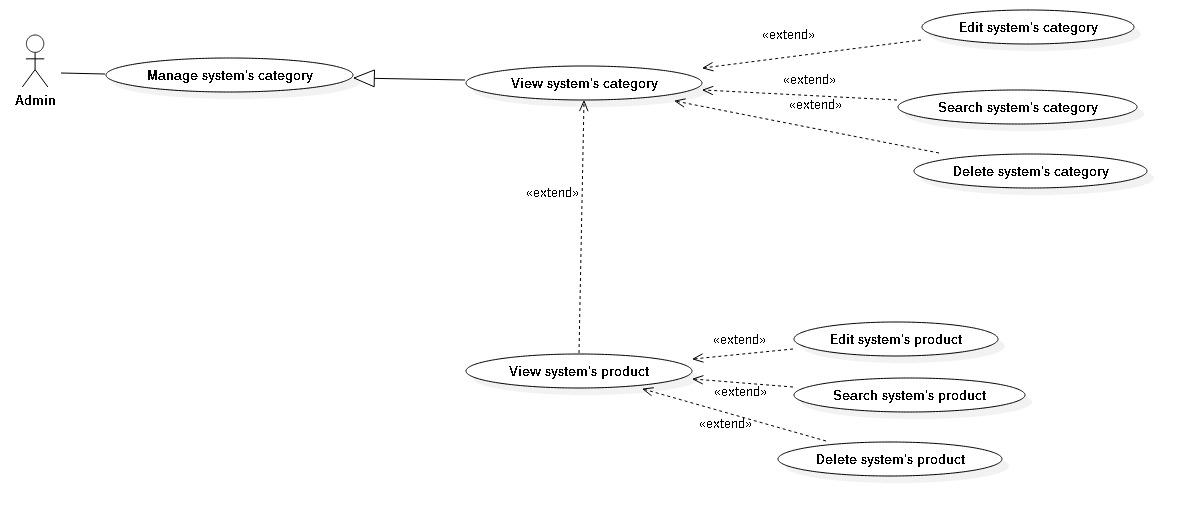 Edit system's category
«extend»
Manage system's category
View system's category
«extend»
Admin
«extend»
Search system's category
Delete system's category
«extend»
View system's product
«extend»
Edit system's product
«extend»
Search system's product
«extend»
Delete system's product